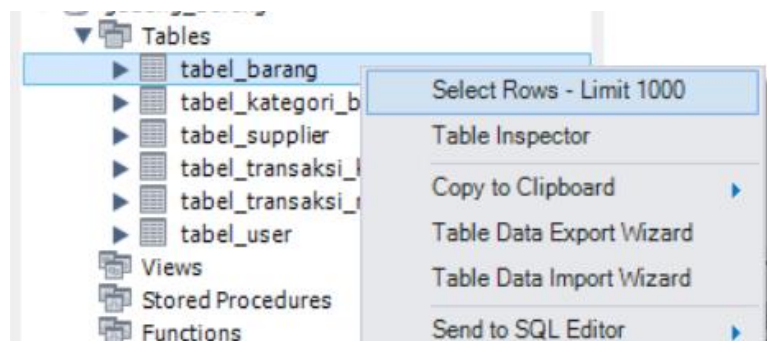 Tables
tabel_barang
tabel_kategori_b
tabel_supplier
tabel_transaksi_
tabel_transaksi_
tabel_user
Views
Stored Procedures
Functions
Select Rows - Limit 1000
Table Inspector
Copy to Clipboard
Table Data Export Wizard
Table Data Import Wizard
Send to SQL Editor